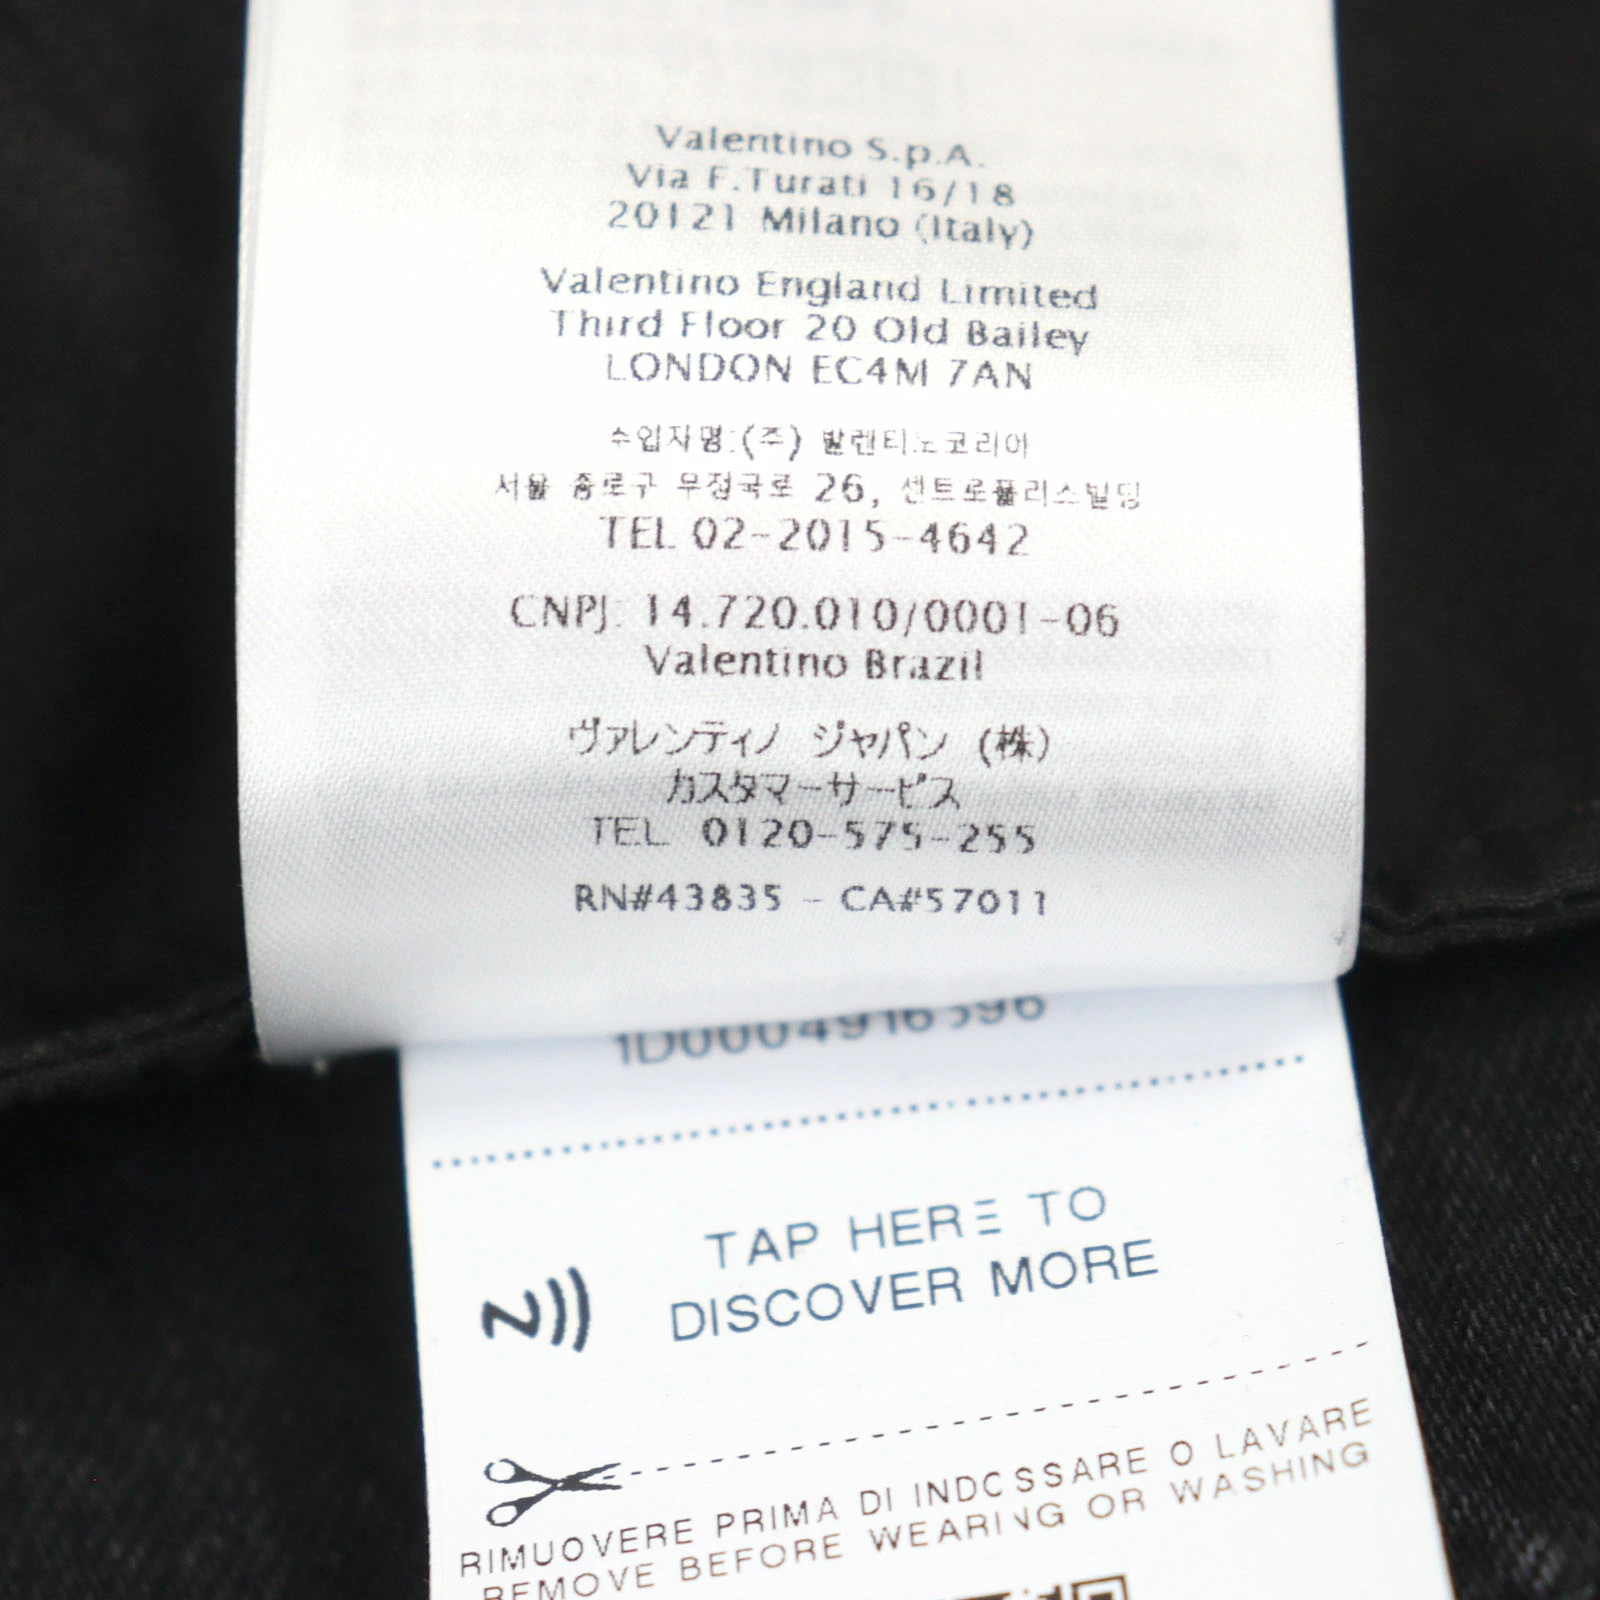 Valentino S.p.A.
Via F.Turati 16/18
20121 Milano (Italy)
Valentino England Limited
Third Floor 20 Old Bailey
LONDON EC4M 7AN
수입자명:(주) 발렌티노코리아
서울 종로구 우정국로 26, 센트로폴리스빌딩
TEL 02-2015-4642
CNPJ: 14.720.010/0001-06
Valentino Brazil
ヴァレンティノ ジャパン (株)
カスタマーサービス
TEL 0120-575-255
RN#43835 - CA#57011
1D0004916396
TAP HERE TO
DISCOVER MORE
RIMUOVERE PRIMA DI INDOSSARE O LAVARE
REMOVE BEFORE WEARING OR WASHING